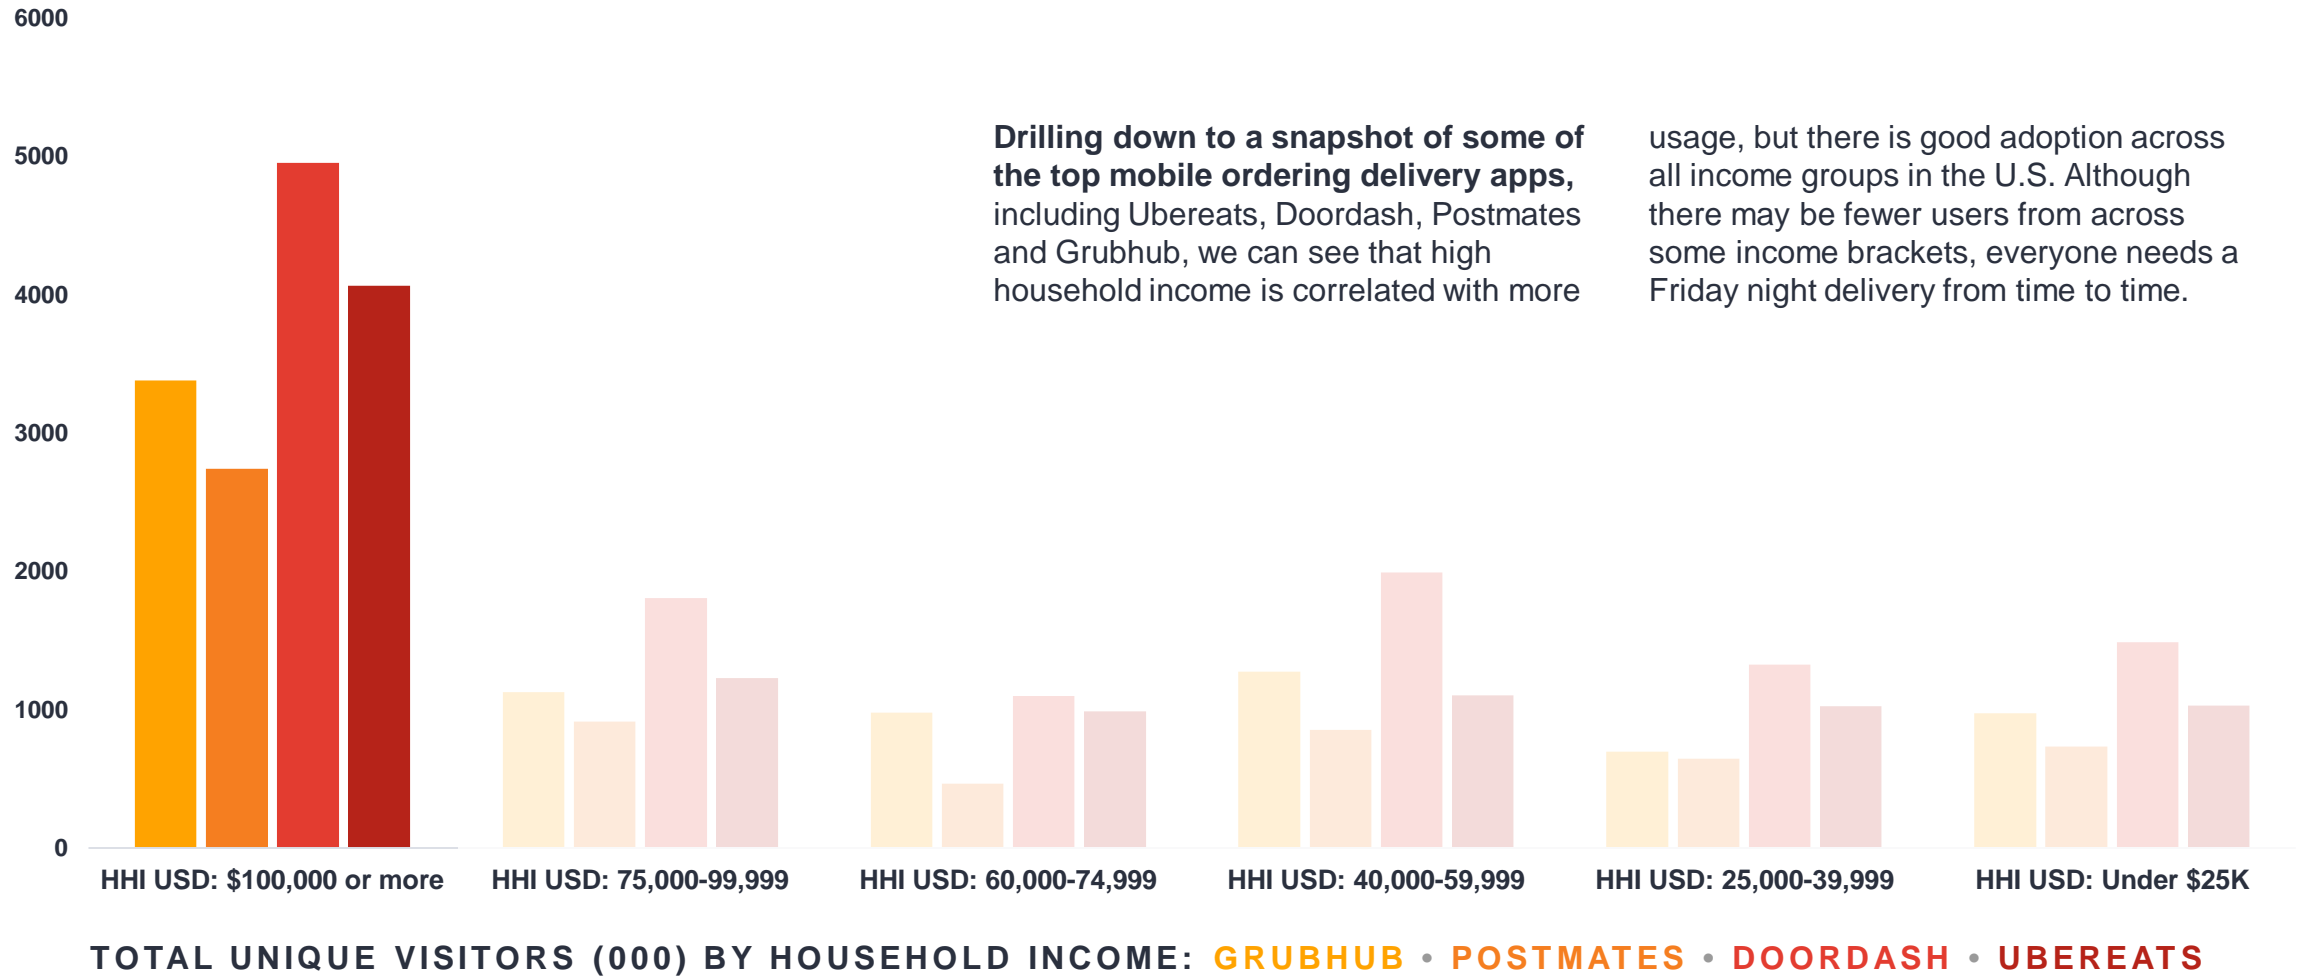 6000
5000
4000
3000
2000
1000
0
Drilling down to a snapshot of some of
the top mobile ordering delivery apps,
including Ubereats, Doordash, Postmates
and Grubhub, we can see that high
household income is correlated with more
usage, but there is good adoption across
all income groups in the U.S. Although
there may be fewer users from across
some income brackets, everyone needs a
Friday night delivery from time to time.
HHI USD: $100,000 or more
HHI USD: 75,000-99,999
HHI USD: 60,000-74,999
HHI USD: 40,000-59,999
HHI USD: 25,000-39,999
HHI USD: Under $25K
TOTAL UNIQUE VISITORS (000) BY HOUSEHOLD INCOME: GRUBHUB • POSTMATES • DOORDASH • UBEREATS